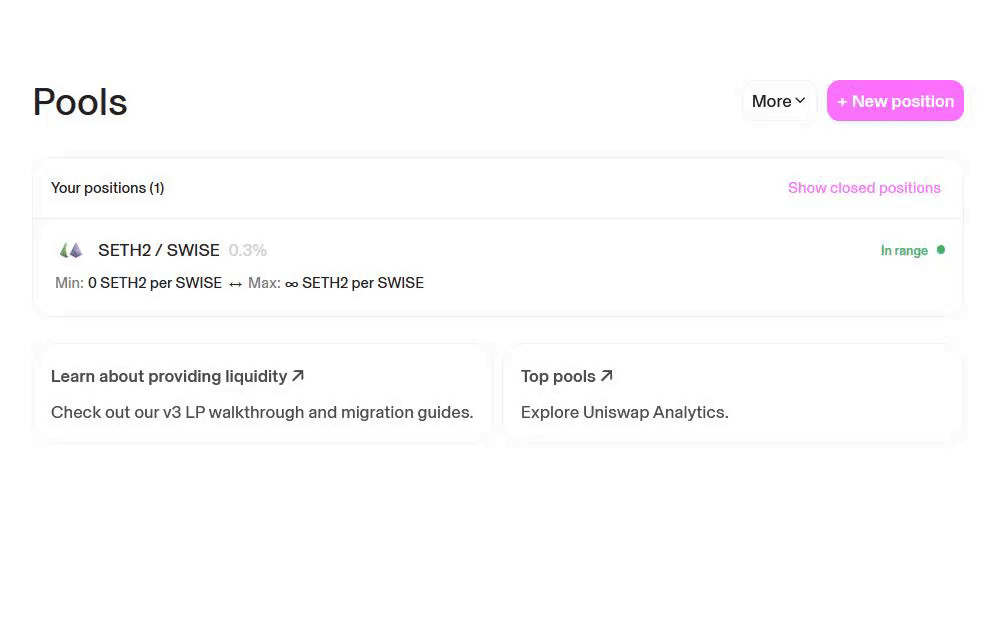 Pools
More
+ New position
Your positions (1)
Show closed positions
SETH2 / SWISE 0.3%
In range
Min: 0 SETH2 per SWISE ↔ Max: ∞ SETH2 per SWISE
Learn about providing liquidity ↗
Check out our v3 LP walkthrough and migration guides.
Top pools ↗
Explore Uniswap Analytics.